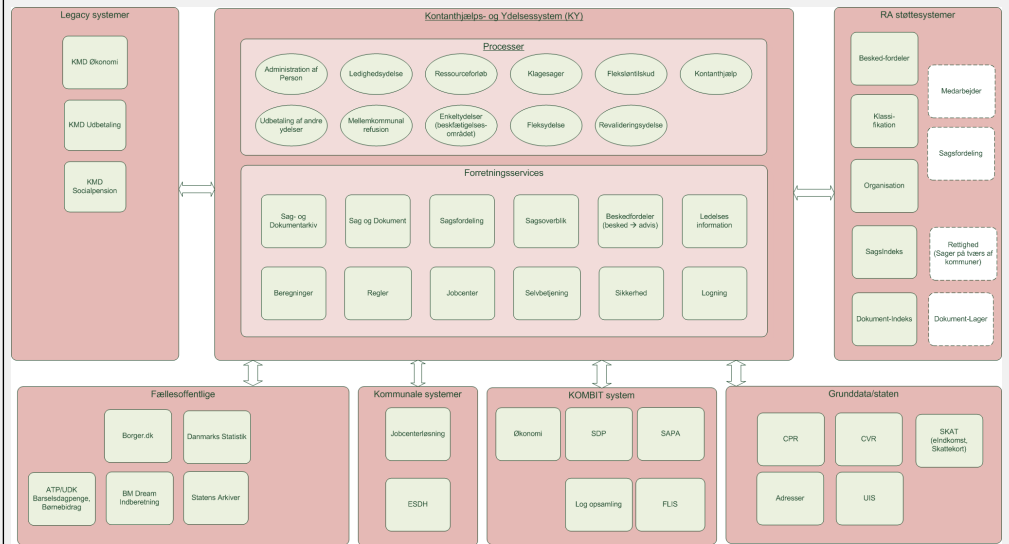 Legacy systemer
KMD Økonomi
KMD Udbetaling
KMD
Socialpension
Kontanthjælps- og Ydelsessystem (KY)
Processer
Administration af
Person
Ledighedsydelse
Ressourceforløb
Klagesager
Fleksløntilskud
Kontanthjælp
Udbetaling af andre
ydelser
Mellemkommunal
refusion
Enkeltydelser
(beskfætigelses-
området)
Fleksydelse
Revalideringsydelse
Forretningsservices
Sag- og
Dokumentarkiv
Sag og Dokument
Sagsfordeling
Sagsoverblik
Beskedfordeler
(besked → advis)
Ledelses
information
Beregninger
Regler
Jobcenter
Selvbetjening
Sikkerhed
Logning
RA støttesystemer
Besked-fordeler
Medarbejder
Klassi-
fikation
Sagsfordeling
Organisation
SagsIndeks
Rettighed
(Sager på tværs af
kommuner)
Dokument-Indeks
Dokument-Lager
Fællesoffentlige
Borger.dk
Danmarks Statistik
ATP/UDK
Barselsdagpenge,
Børnebidrag
BM Dream
Indberetning
Statens Arkiver
Kommunale systemer
Jobcenterløsning
ESDH
KOMBIT system
Økonomi
SDP
SAPA
Log opsamling
FLIS
Grunddata/staten
CPR
CVR
SKAT
(eIndkomst,
Skattekort)
Adresser
UIS